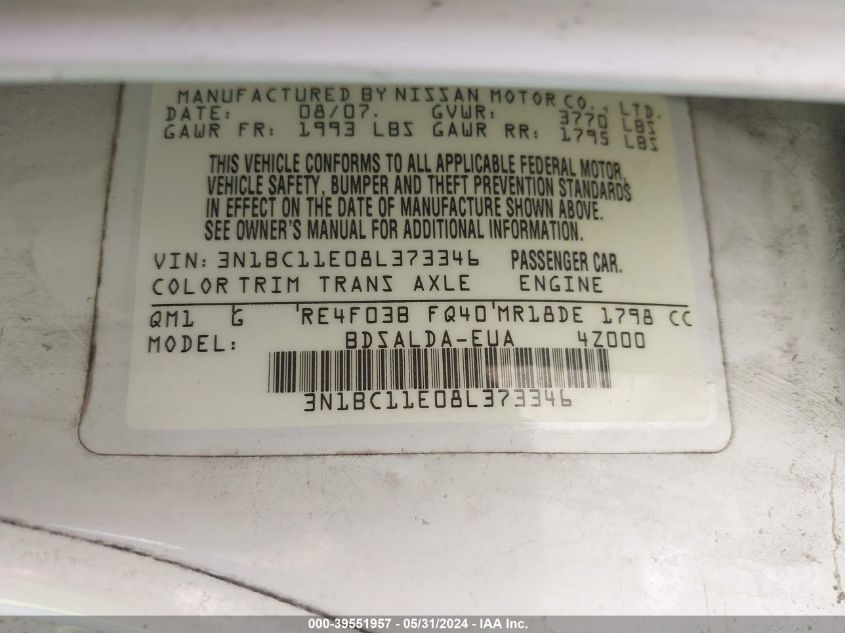 MANUFACTURED BY NISSAN MOTOR CO., LTD.
DATE: 08/07. GVWR: 3770 LBS
GAWR FR: 1993 LBS GAWR RR: 1795 LBS
THIS VEHICLE CONFORMS TO ALL APPLICABLE FEDERAL MOTOR
VEHICLE SAFETY, BUMPER AND THEFT PREVENTION STANDARDS
IN EFFECT ON THE DATE OF MANUFACTURE SHOWN ABOVE.
SEE OWNER'S MANUAL FOR ADDITIONAL INFORMATION.
VIN: 3N1BC11E08L373346 PASSENGER CAR.
COLOR TRIM TRANS AXLE ENGINE
QM1 G RE4F03B FQ40 MR18DE 1798 CC
MODEL: BDSALDA-EUA 4Z000
3N1BC11E08L373346
000-39551957 - 05/31/2024 - IAA Inc.